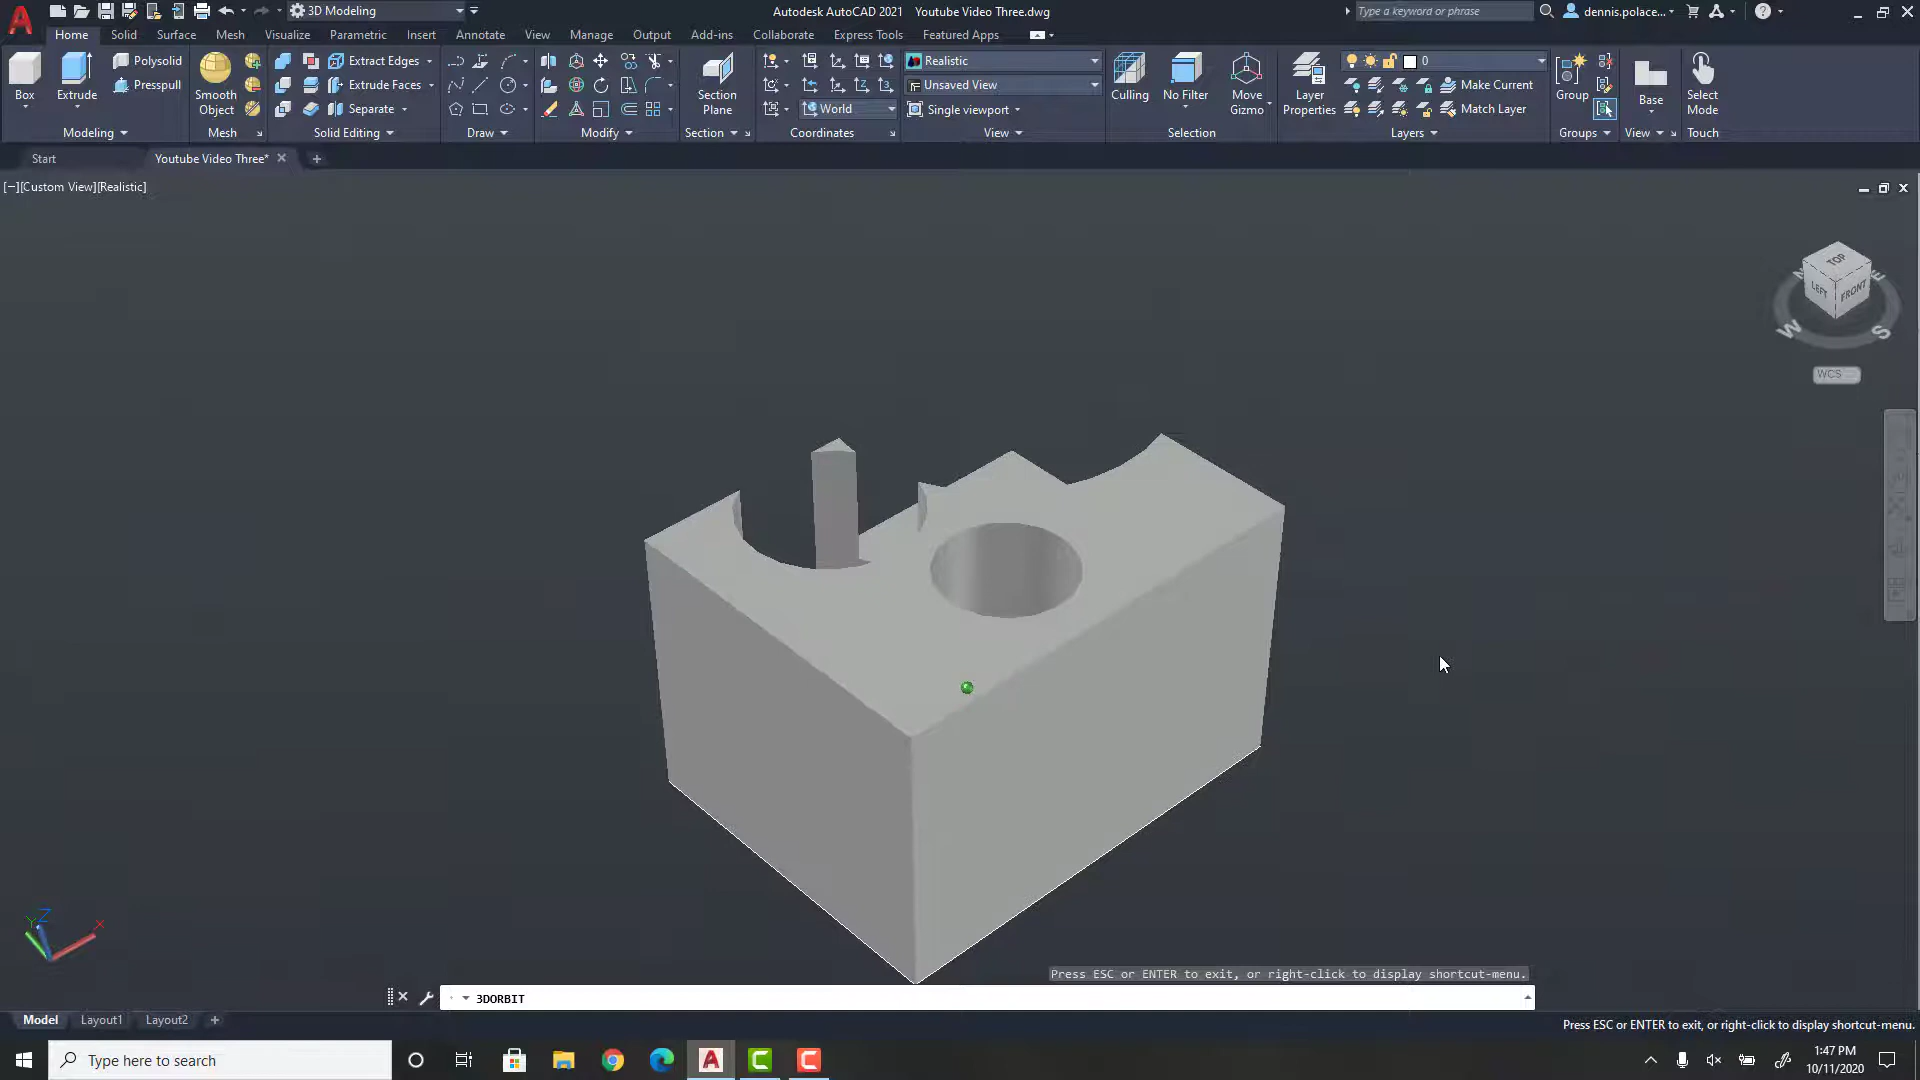 3D Modeling
Autodesk AutoCAD 2021 Youtube Video Three.dwg
Type a keyword or phrase
dennis.polace...
Home Solid Surface Mesh Visualize Parametric Insert Annotate View Manage Output Add-ins Collaborate Express Tools Featured Apps
Box
Extrude
Polysolid
Presspull
Modeling
Smooth
Object
Mesh
Extract Edges
Extrude Faces
Separate
Solid Editing
Draw
Modify
Section
Plane
Section
World
Coordinates
Realistic
Unsaved View
Single viewport
View
Culling
No Filter
Move
Gizmo
Selection
Layer
Properties
0
Make Current
Match Layer
Layers
Group
Groups
Base
View
Select
Mode
Touch
Start
Youtube Video Three*
[−][Custom View][Realistic]
TOP
LEFT
FRONT
N
E
W
S
WCS
Y
Z
X
Press ESC or ENTER to exit, or right-click to display shortcut-menu.
3DORBIT
Model Layout1 Layout2
Press ESC or ENTER to exit, or right-click to display shortcut-menu.
Type here to search
1:47 PM
10/11/2020